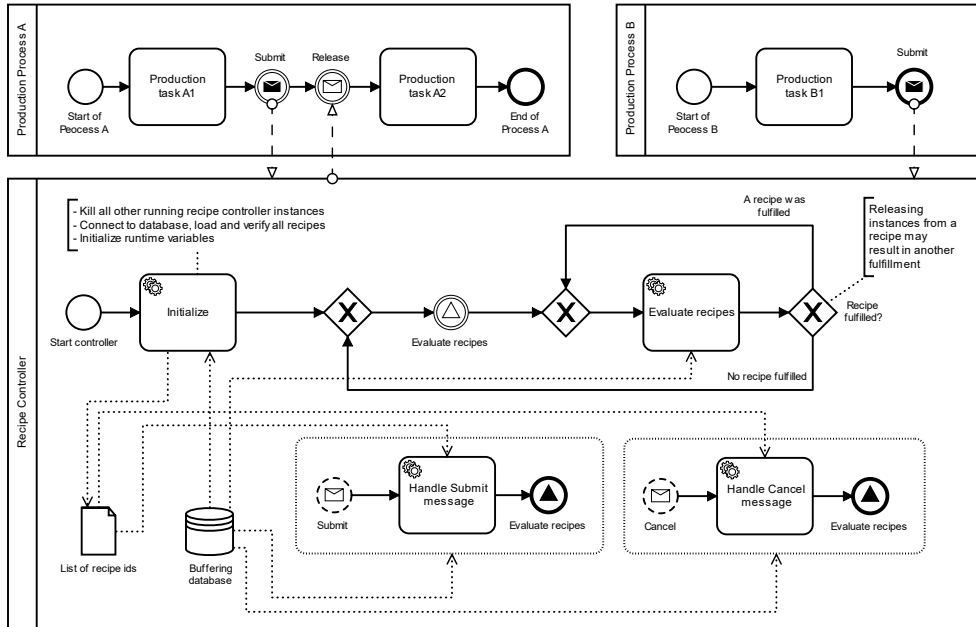 Production Process A
Production
task A1
Submit
Release
Production
task A2
Start of
Peocess A
End of
Process A
Production Process B
Production
task B1
Submit
Start of
Peocess B
Recipe Controller
- Kill all other running recipe controller instances
- Connect to database, load and verify all recipes
- Initialize runtime variables
A recipe was
fulfilled
Releasing
instances from a
recipe may
result in another
fulfillment
Initialize
Evaluate recipes
Start controller
Evaluate recipes
Recipe
fulfilled?
No recipe fulfilled
Handle Submit
message
Submit
Evaluate recipes
Handle Cancel
message
Cancel
Evaluate recipes
List of recipe ids
Buffering
database